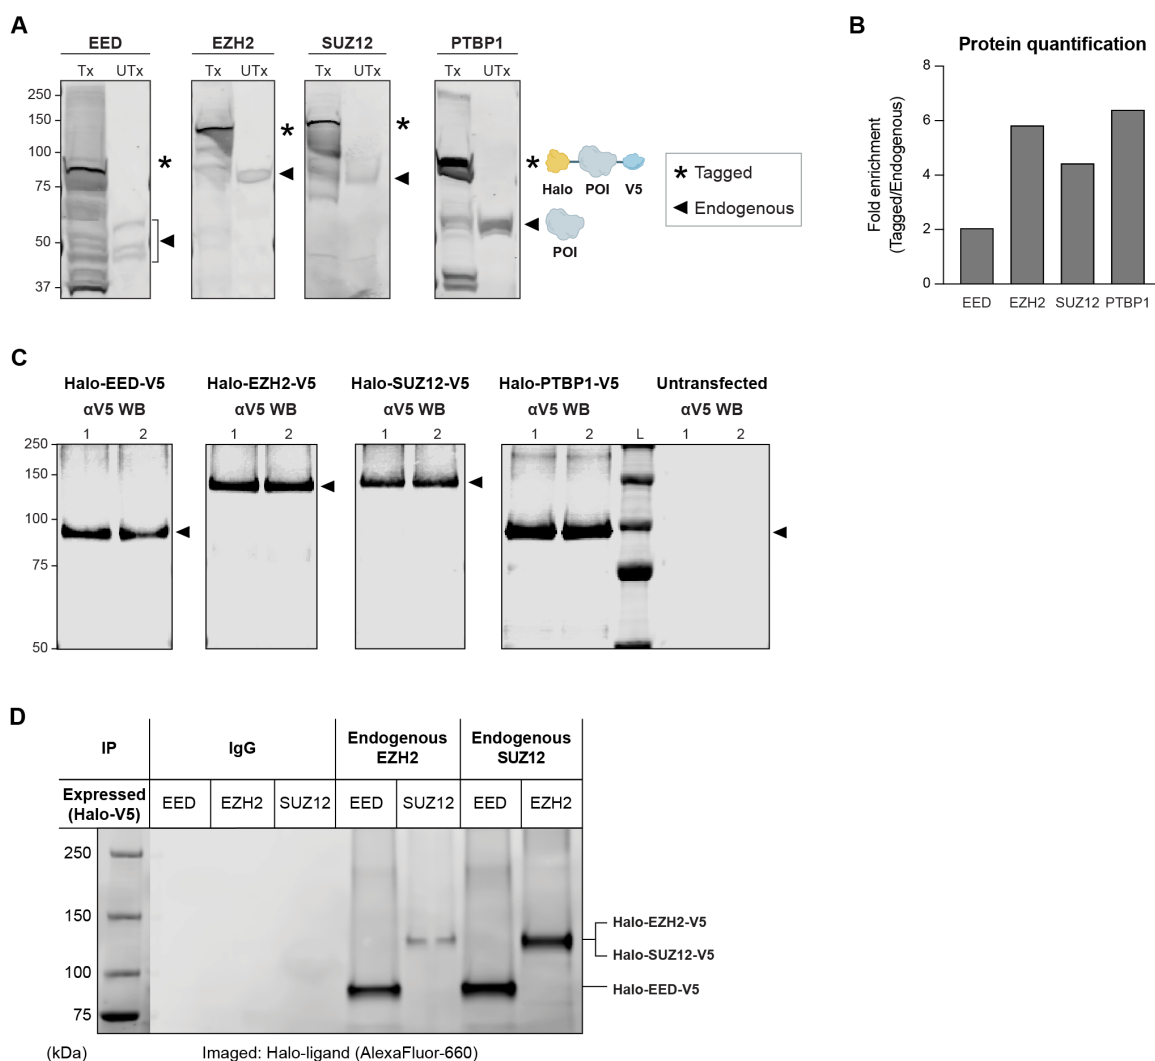 A
EED EZH2 SUZ12 PTBP1
Tx UTx Tx UTx Tx UTx Tx UTx
250
150
100
75
50
37
*
*
*
*
Halo POI V5
POI
* Tagged
◄ Endogenous
B
Protein quantification
Fold enrichment
(Tagged/Endogenous)
8
6
4
2
0
EED EZH2 SUZ12 PTBP1
C
Halo-EED-V5 Halo-EZH2-V5 Halo-SUZ12-V5 Halo-PTBP1-V5 Untransfected
αV5 WB αV5 WB αV5 WB αV5 WB αV5 WB
1 2 1 2 1 2 1 2 L 1 2
250
150
100
75
50
D
IP IgG Endogenous EZH2 Endogenous SUZ12
Expressed (Halo-V5) EED EZH2 SUZ12 EED SUZ12 EED EZH2
250
150
100
75
Halo-EZH2-V5
Halo-SUZ12-V5
Halo-EED-V5
(kDa) Imaged: Halo-ligand (AlexaFluor-660)